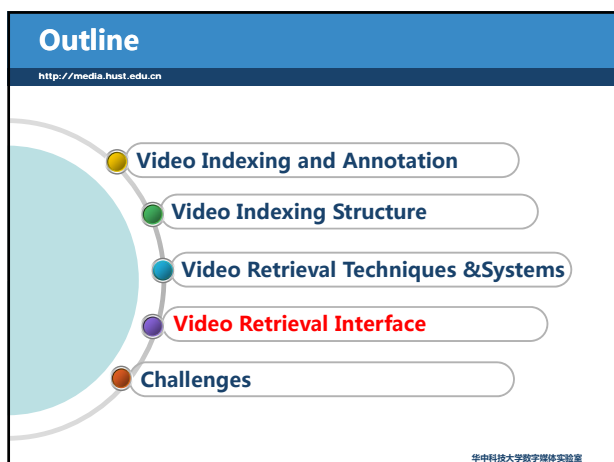 Outline
http://media.hust.edu.cn
Video Indexing and Annotation
Video Indexing Structure
Video Retrieval Techniques &Systems
Video Retrieval Interface
Challenges
华中科技大学数字媒体实验室